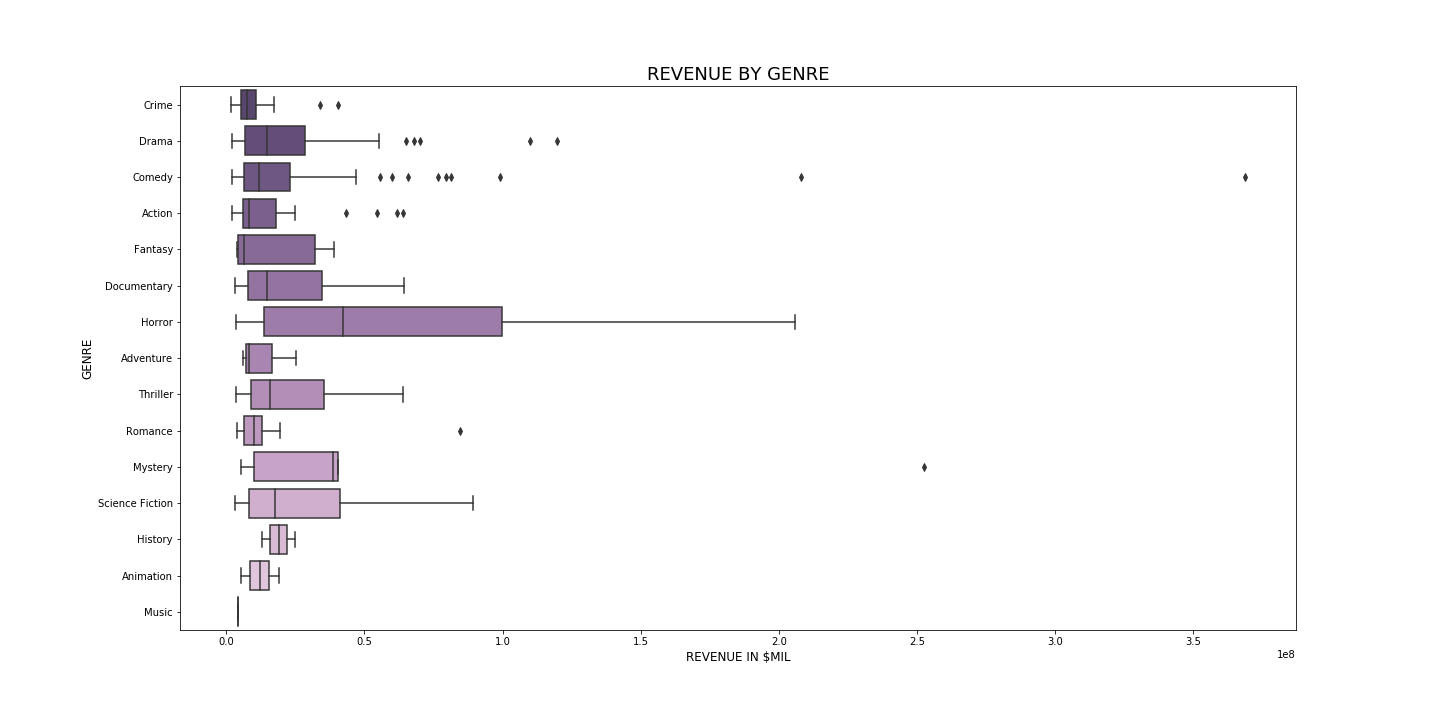 REVENUE BY GENRE
GENRE
Crime
Drama
Comedy
Action
Fantasy
Documentary
Horror
Adventure
Thriller
Romance
Mystery
Science Fiction
History
Animation
Music
0.0 0.5 1.0 1.5 2.0 2.5 3.0 3.5
1e8
REVENUE IN $MIL